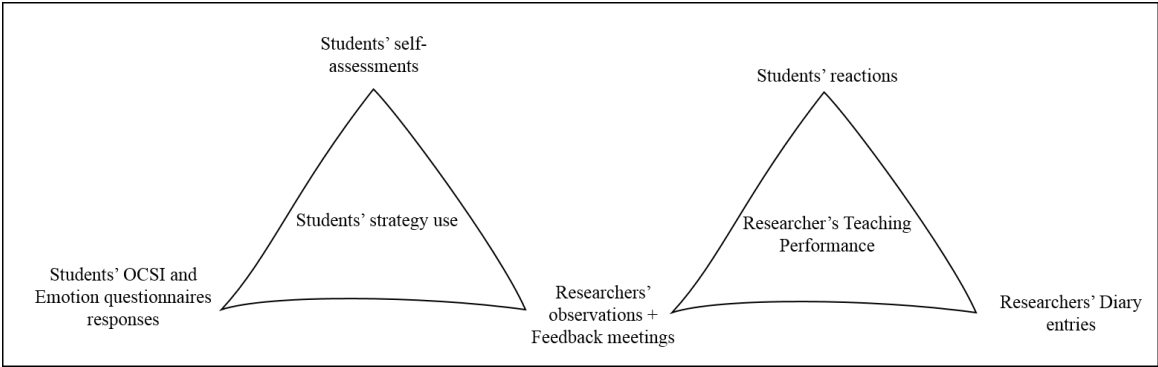 Students’ self-
assessments
Students’ reactions
Students’ strategy use
Researcher’s Teaching
Performance
Students’ OCSI and
Emotion questionnaires
responses
Researchers’
observations +
Feedback meetings
Researchers’ Diary
entries